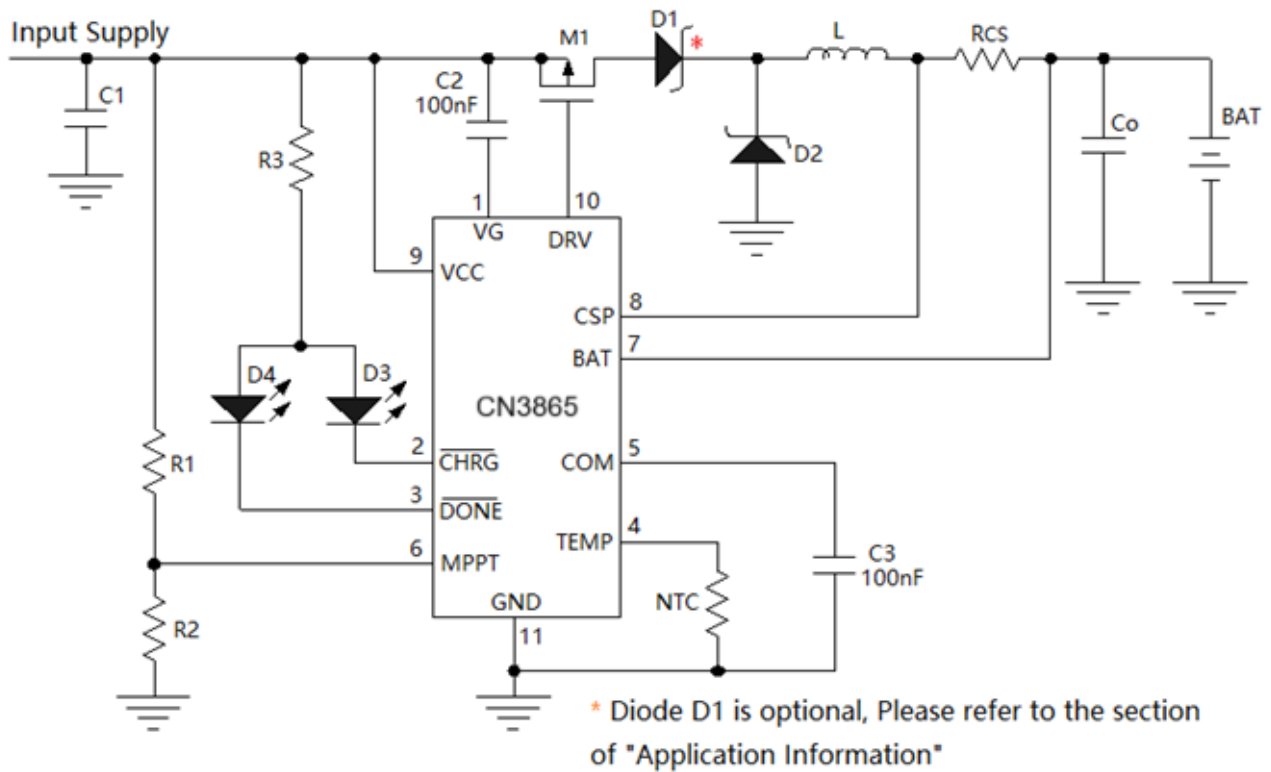 Input Supply
D1
*
M1
L
RCS
C1
C2
100nF
Co
BAT
R3
D2
1
10
VG
DRV
9
VCC
CSP
8
BAT
7
D4
D3
CN3865
2
CHRG
COM
5
R1
3
DONE
TEMP
4
6
MPPT
C3
100nF
NTC
GND
R2
11
* Diode D1 is optional, Please refer to the section
of "Application Information"